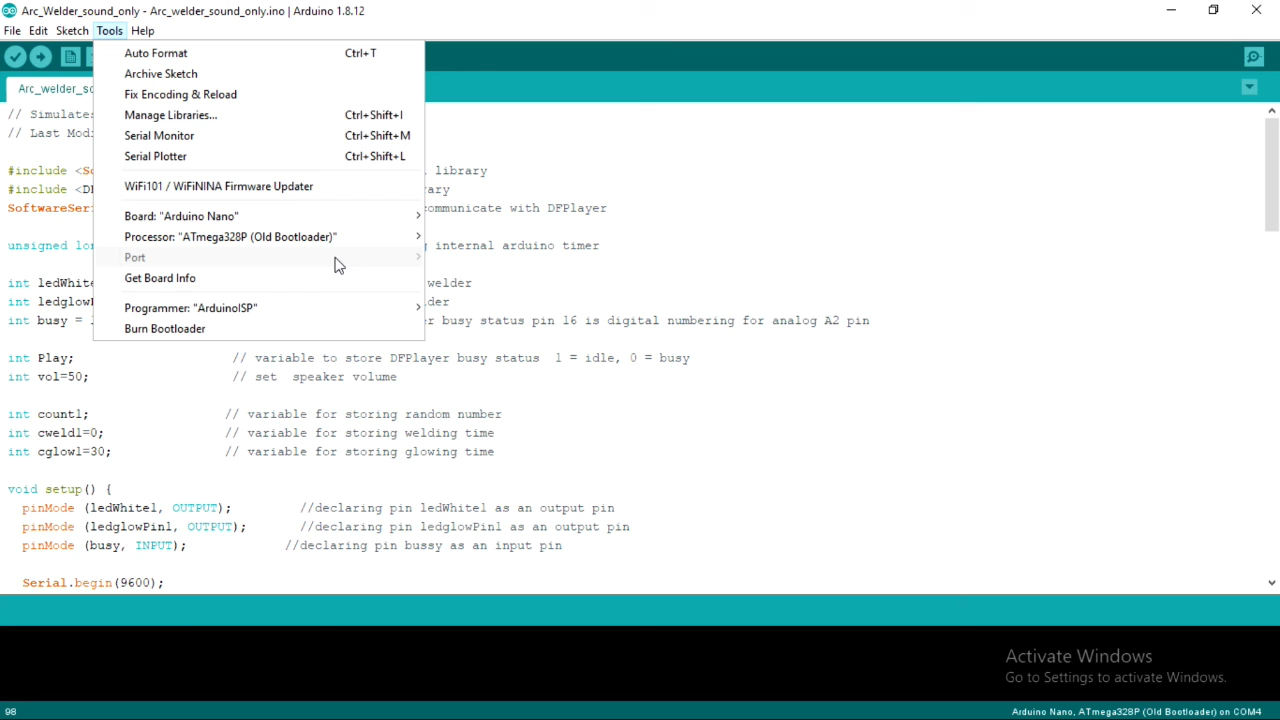 Arc_Welder_sound_only - Arc_welder_sound_only.ino | Arduino 1.8.12
File Edit Sketch Tools Help
Auto Format Ctrl+T
Archive Sketch
Fix Encoding & Reload
Manage Libraries... Ctrl+Shift+I
Serial Monitor Ctrl+Shift+M
Serial Plotter Ctrl+Shift+L
WiFi101 / WiFiNINA Firmware Updater
Board: "Arduino Nano"
Processor: "ATmega328P (Old Bootloader)"
Port
Get Board Info
Programmer: "ArduinoISP"
Burn Bootloader
Arc_welder_so
// Simulates
// Last Modi
#include <So l library
#include <DF rary
SoftwareSeri communicate with DFPlayer
unsigned lon g internal arduino timer
int ledWhite welder
int ledglowP der
int busy = 1 er busy status pin 16 is digital numbering for analog A2 pin
int Play; // variable to store DFPlayer busy status 1 = idle, 0 = busy
int vol=50; // set speaker volume
int count1; // variable for storing random number
int cweld1=0; // variable for storing welding time
int cglow1=30; // variable for storing glowing time
void setup() {
pinMode (ledWhite1, OUTPUT); //declaring pin ledWhite1 as an output pin
pinMode (ledglowPin1, OUTPUT); //declaring pin ledglowPin1 as an output pin
pinMode (busy, INPUT); //declaring pin bussy as an input pin
Serial.begin(9600);
Activate Windows
Go to Settings to activate Windows.
98 Arduino Nano, ATmega328P (Old Bootloader) on COM4